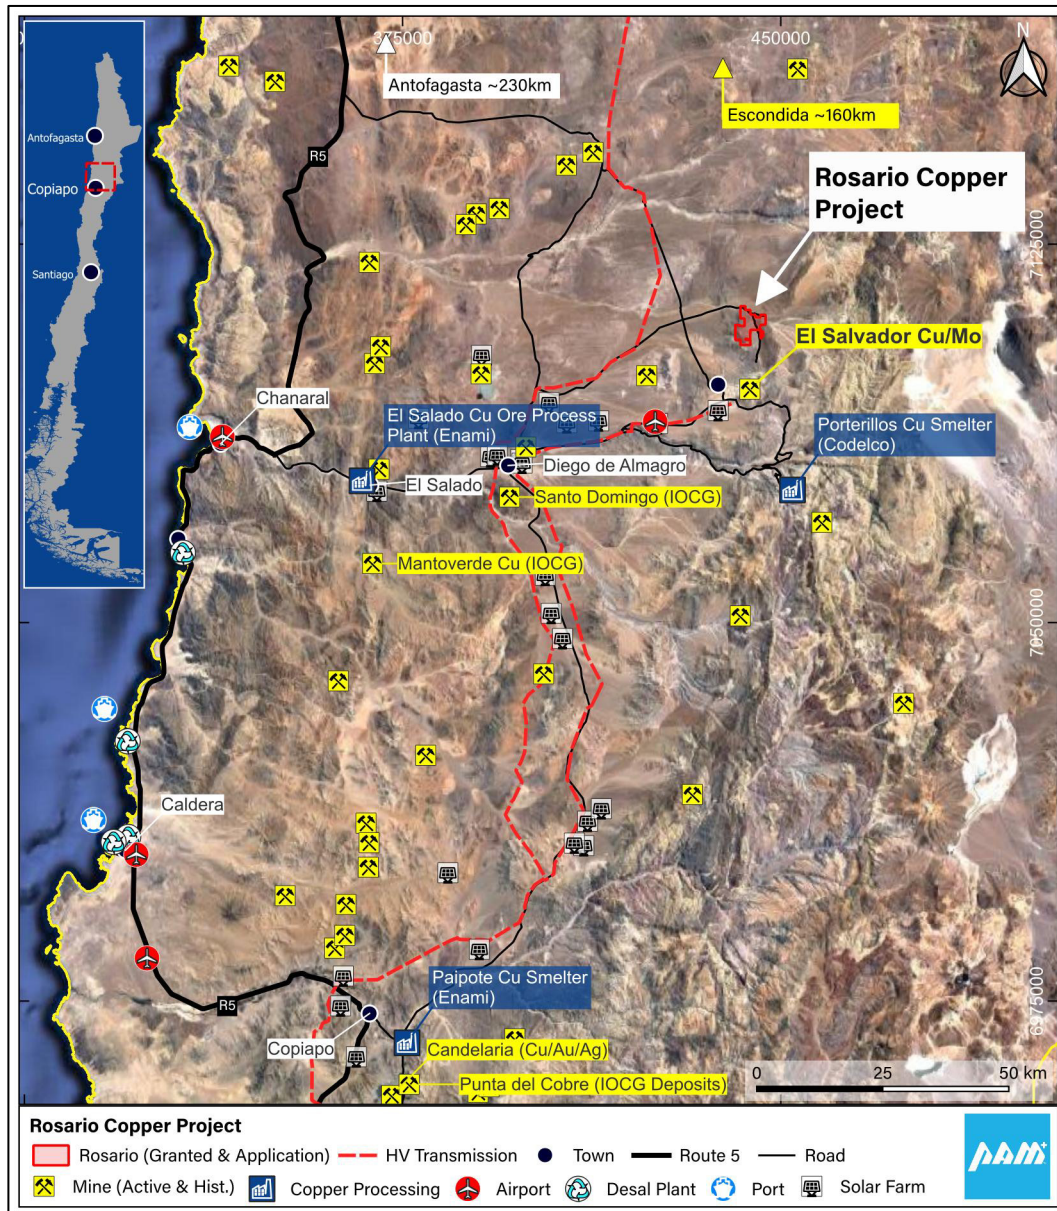 375000
450000
N
Antofagasta ~230km
Escondida ~160km
Antofagasta
Copiapo
Santiago
R5
Rosario Copper
Project
7125000
El Salvador Cu/Mo
Chanaral
El Salado Cu Ore Process
Plant (Enami)
Porterillos Cu Smelter
(Codelco)
Diego de Almagro
El Salado
Santo Domingo (IOCG)
Mantoverde Cu (IOCG)
7050000
Caldera
Paipote Cu Smelter
(Enami)
6375000
R5
Copiapo
Candelaria (Cu/Au/Ag)
Punta del Cobre (IOCG Deposits)
0 25 50 km
Rosario Copper Project
Rosario (Granted & Application) HV Transmission Town Route 5 Road
Mine (Active & Hist.) Copper Processing Airport Desal Plant Port Solar Farm
PAM+